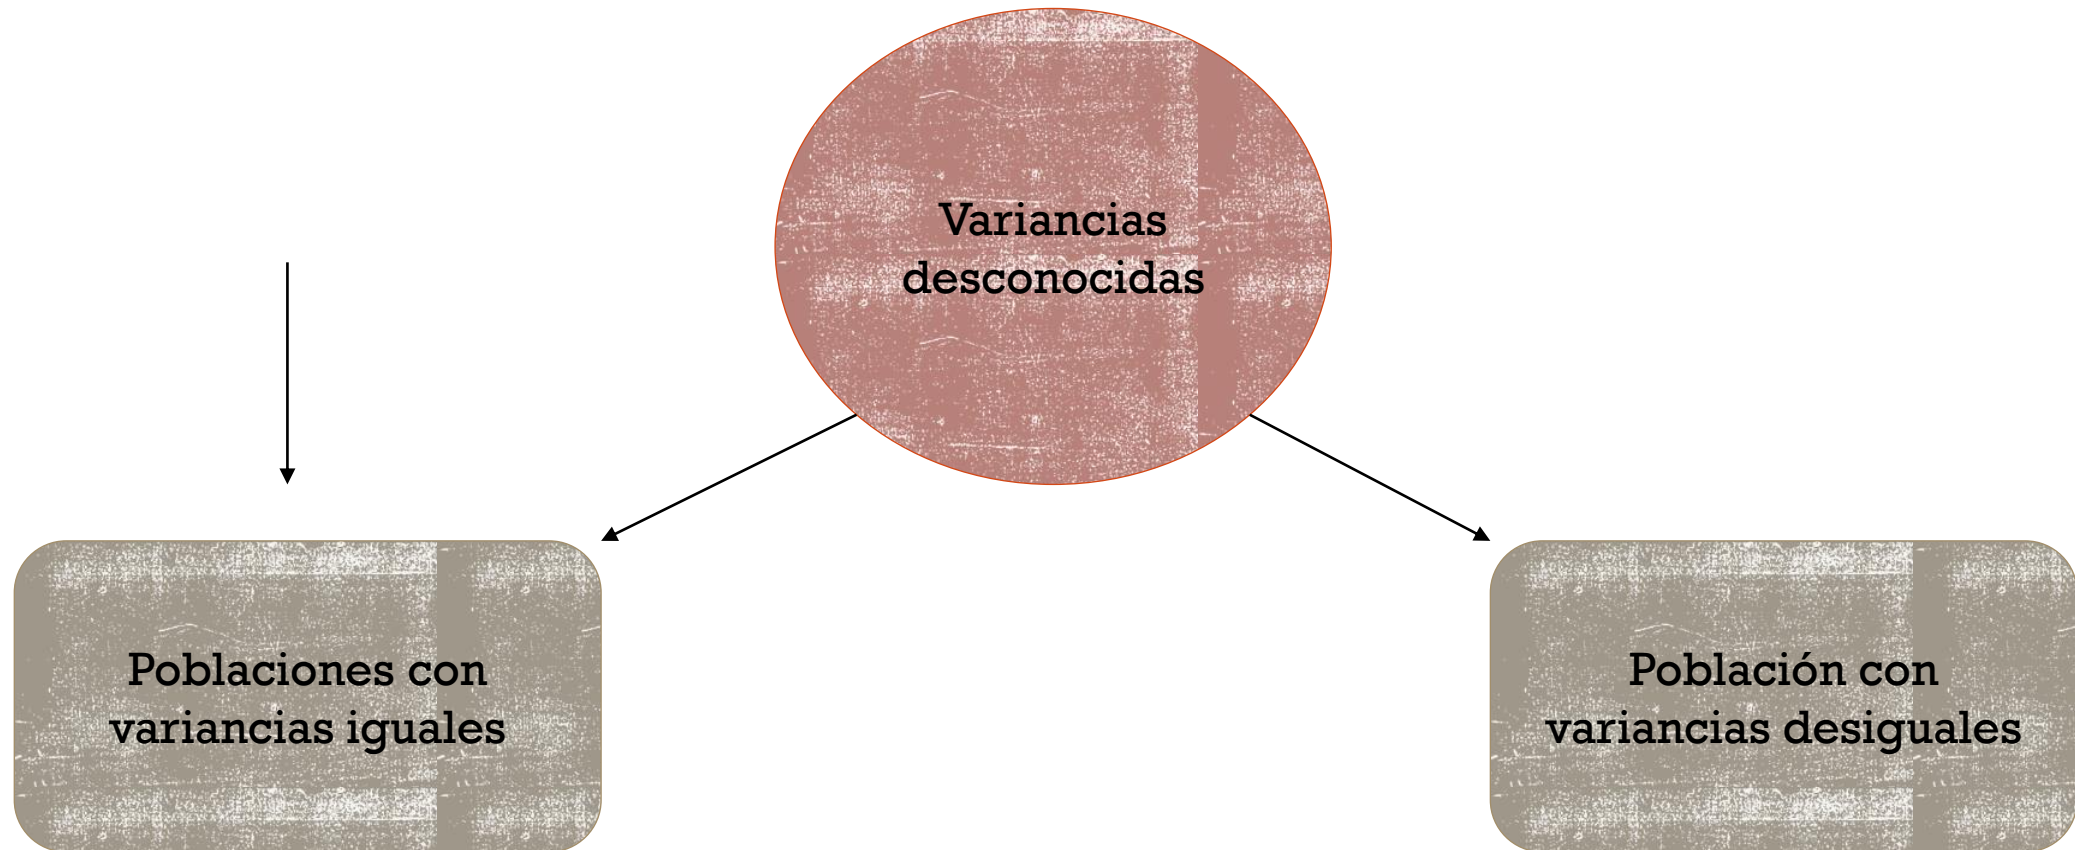 Variancias
desconocidas
Poblaciones con
variancias iguales
Población con
variancias desiguales